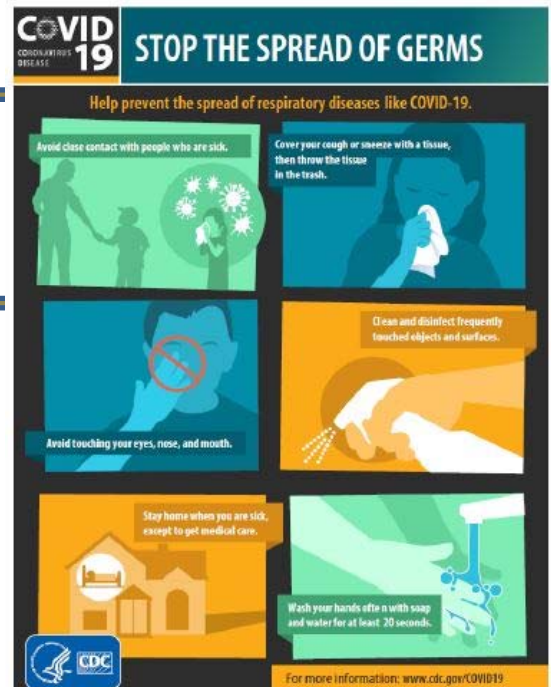 COVID
CORONAVIRUS
DISEASE
19
STOP THE SPREAD OF GERMS
Help prevent the spread of respiratory diseases like COVID-19.
Avoid close contact with people who are sick.
Cover your cough or sneeze with a tissue,
then throw the tissue
in the trash.
Avoid touching your eyes, nose, and mouth.
Clean and disinfect frequently
touched objects and surfaces.
Stay home when you are sick,
except to get medical care.
Wash your hands often with soap
and water for at least 20 seconds.
CDC
For more information: www.cdc.gov/COVID19